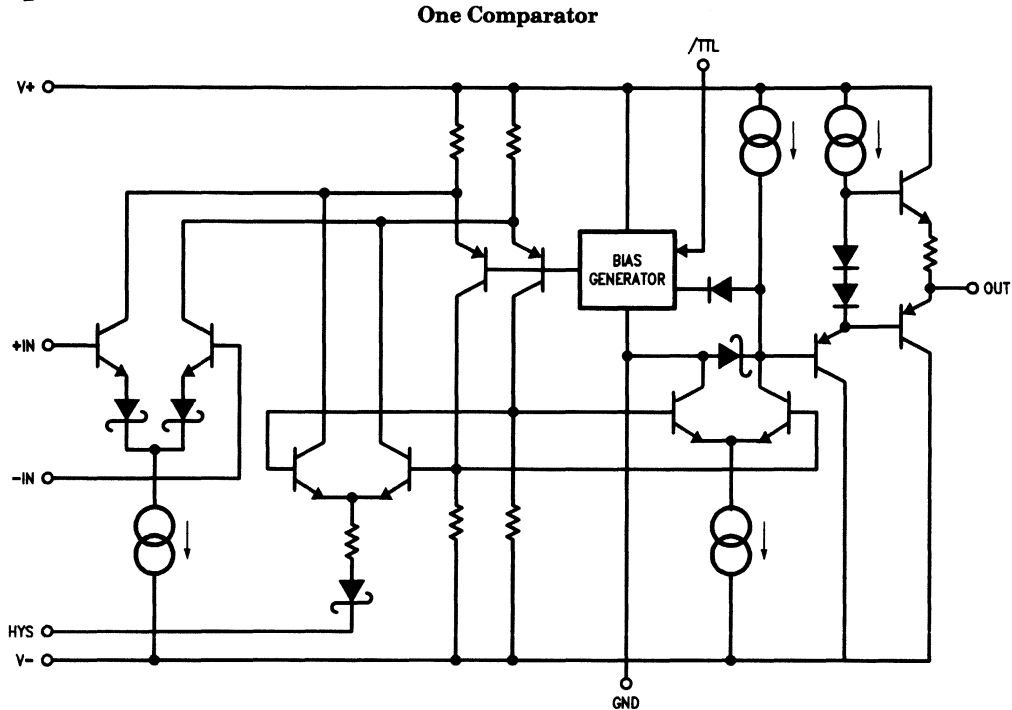 One Comparator
/TTL
V+
BIAS
GENERATOR
OUT
+IN
-IN
HYS
V-
GND